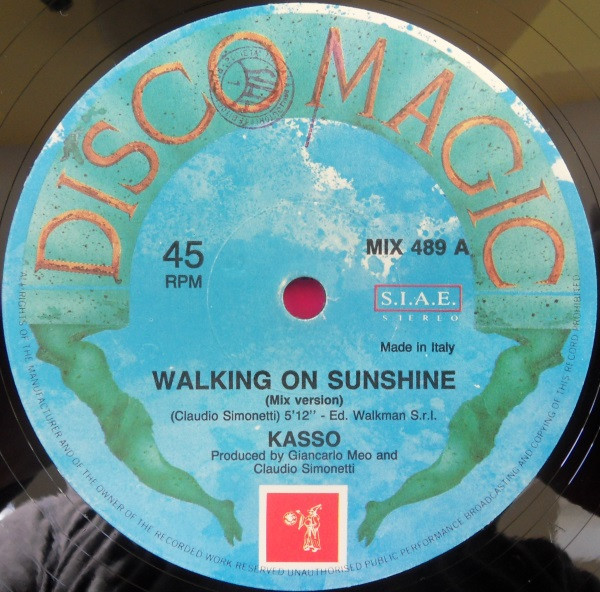 DISCO MAGIC
45
RPM
MIX 489 A
S.I.A.E.
STEREO
Made in Italy
WALKING ON SUNSHINE
(Mix version)
(Claudio Simonetti) 5'12'' - Ed. Walkman S.r.l.
KASSO
Produced by Giancarlo Meo and
Claudio Simonetti
ALL RIGHTS OF THE MANUFACTURER AND OF THE OWNER OF THE RECORDED WORK RESERVED UNAUTHORISED PUBLIC PERFORMANCE BROADCASTING AND COPYING OF THIS RECORD PROHIBITED